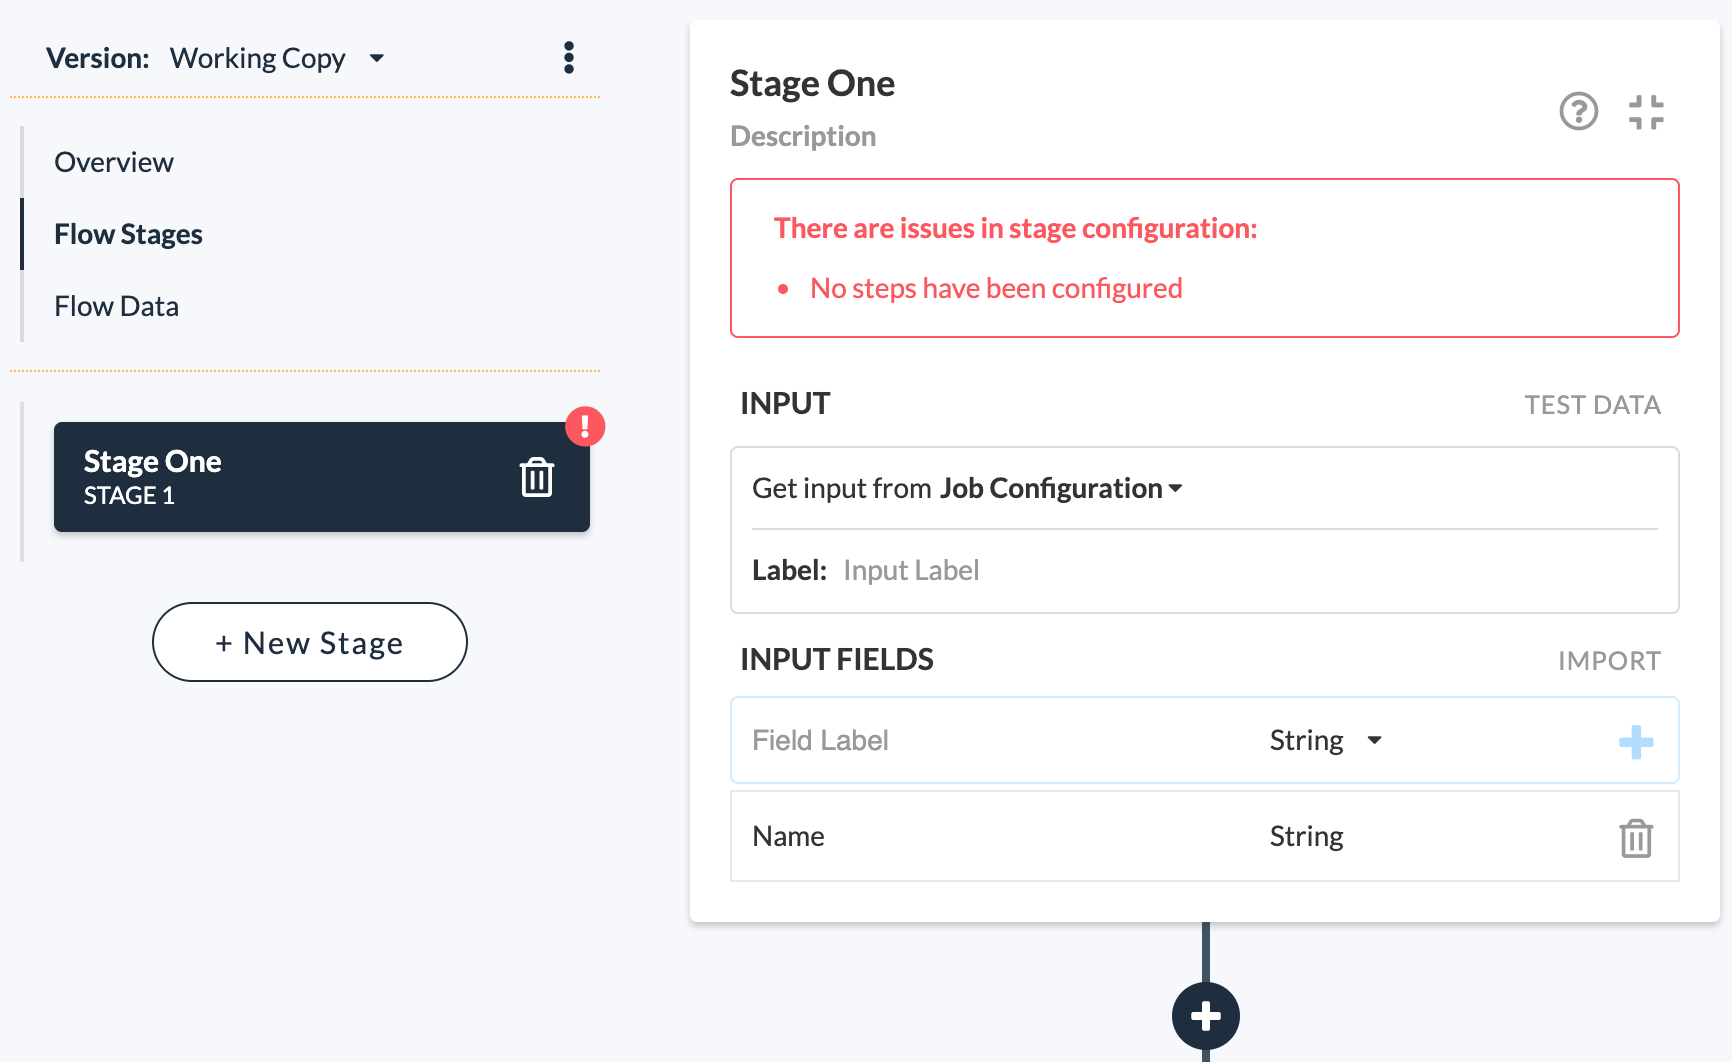 Version: Working Copy
Overview
Flow Stages
Flow Data
Stage One
STAGE 1
+ New Stage
Stage One
Description
There are issues in stage configuration:
• No steps have been configured
INPUT TEST DATA
Get input from Job Configuration
Label: Input Label
INPUT FIELDS IMPORT
Field Label String
Name String